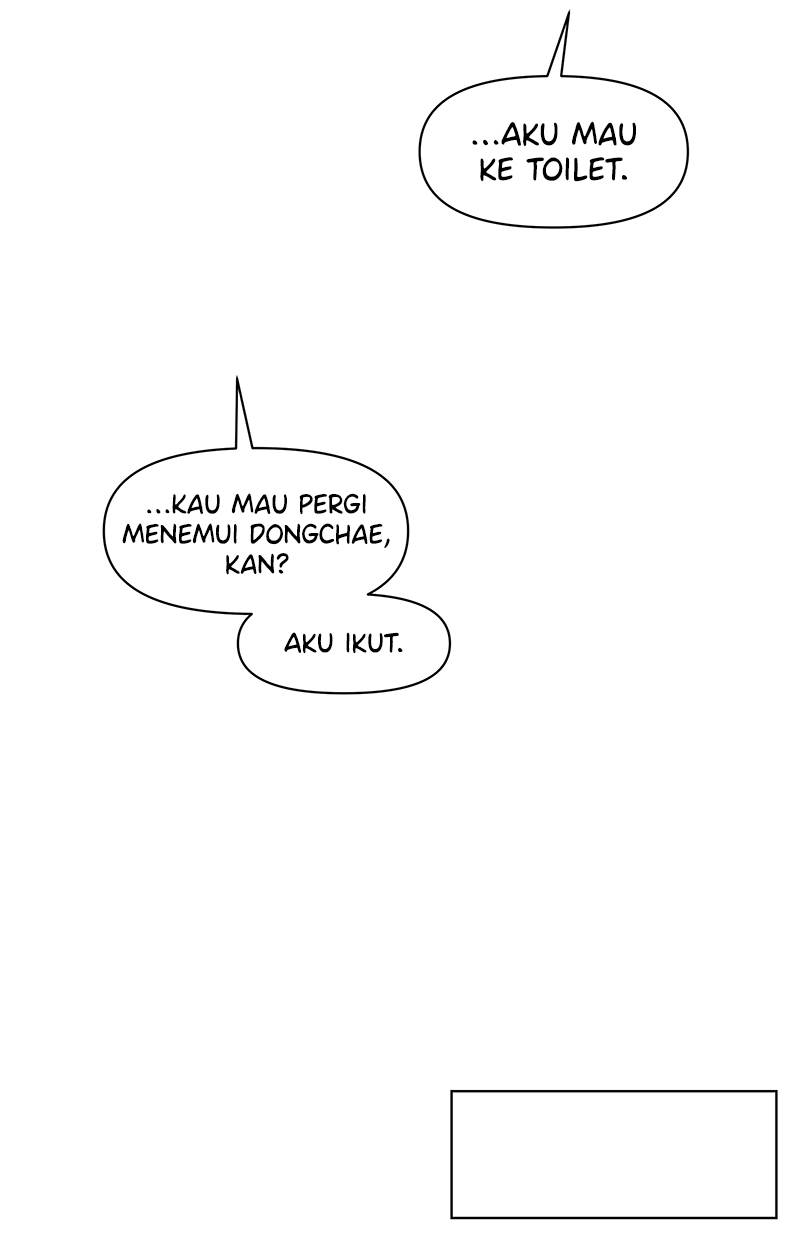 ...AKU MAU
KE TOILET.
...KAU MAU PERGI
MENEMUI DONGCHAE,
KAN?
AKU IKUT.